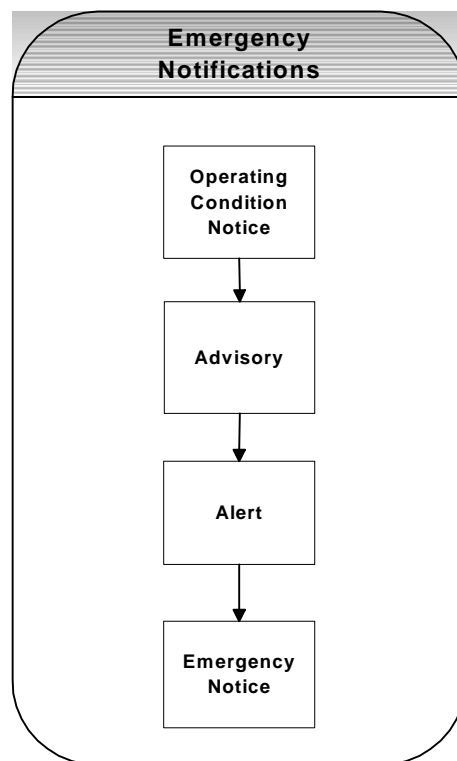 Emergency
Notifications
Operating
Condition
Notice
Advisory
Alert
Emergency
Notice